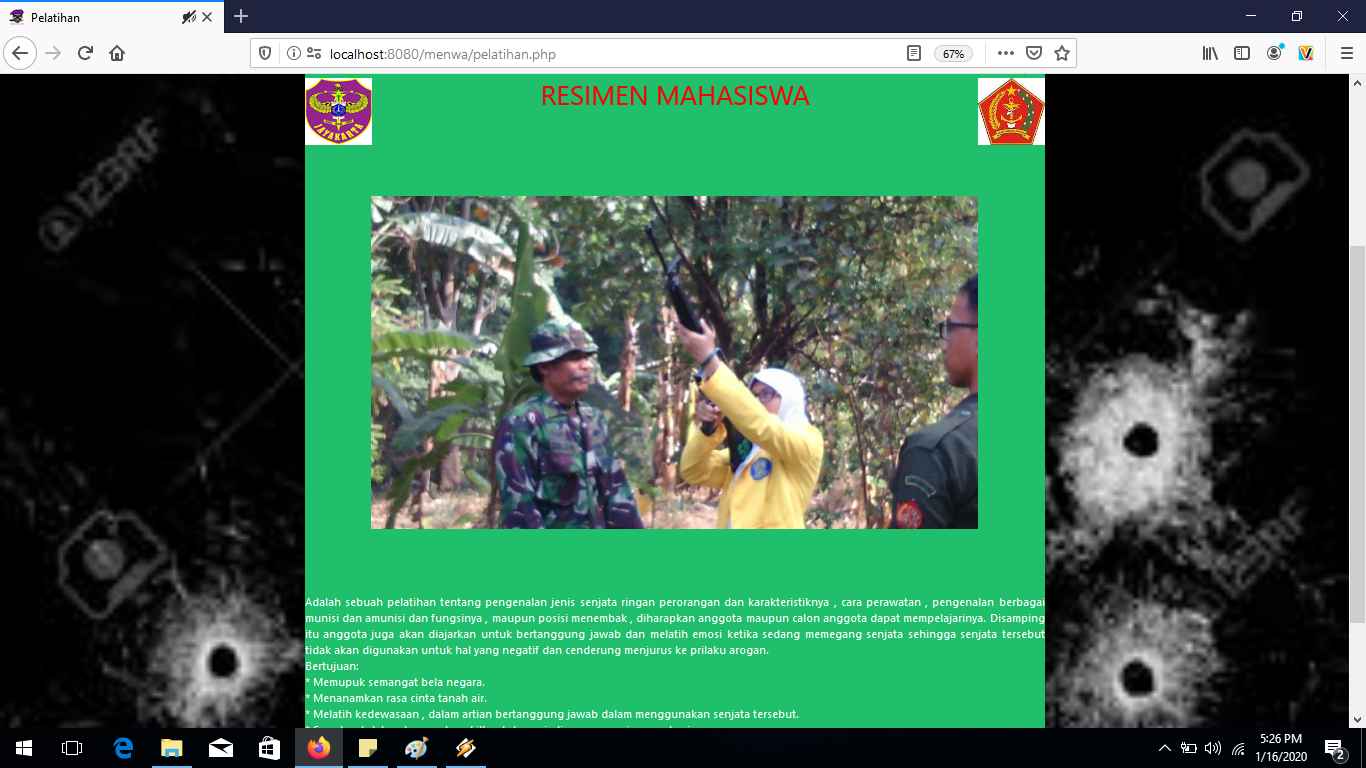 Pelatihan
localhost:8080/menwa/pelatihan.php
67%
RESIMEN MAHASISWA
JAYAKARTA
123RF
Adalah sebuah pelatihan tentang pengenalan jenis senjata ringan perorangan dan karakteristiknya , cara perawatan , pengenalan berbagai
munisi dan amunisi dan fungsinya , maupun posisi menembak , diharapkan anggota maupun calon anggota dapat mempelajarinya. Disamping
itu anggota juga akan diajarkan untuk bertanggung jawab dan melatih emosi ketika sedang memegang senjata sehingga senjata tersebut
tidak akan digunakan untuk hal yang negatif dan cenderung menjurus ke prilaku arogan.
Bertujuan:
* Memupuk semangat bela negara.
* Menanamkan rasa cinta tanah air.
* Melatih kedewasaan , dalam artian bertanggung jawab dalam menggunakan senjata tersebut.
5:26 PM
1/16/2020
2